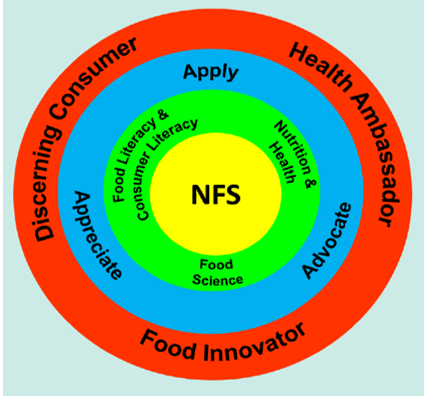 Discerning Consumer
Health Ambassador
Apply
Food Literacy &
Consumer Literacy
Nutrition &
Health
NFS
Appreciate
Advocate
Food
Science
Food Innovator